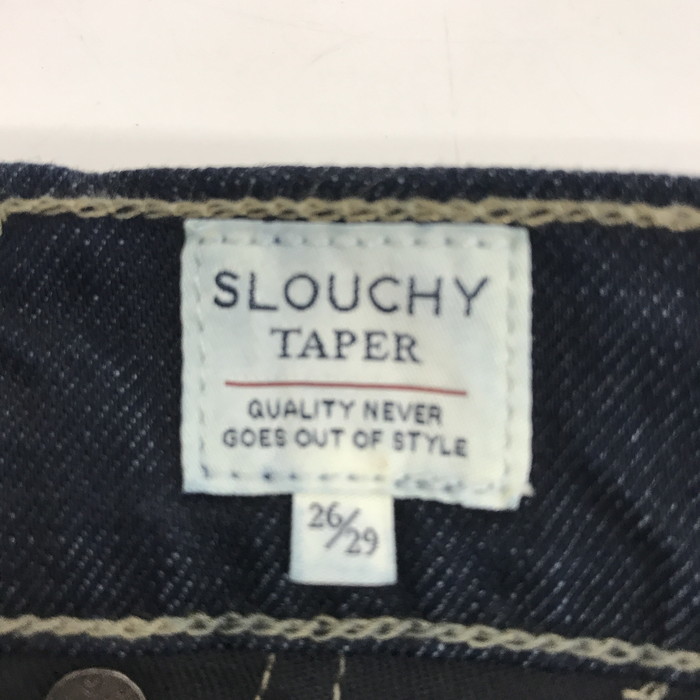 SLOUCHY
TAPER
QUALITY NEVER
GOES OUT OF STYLE
26/29